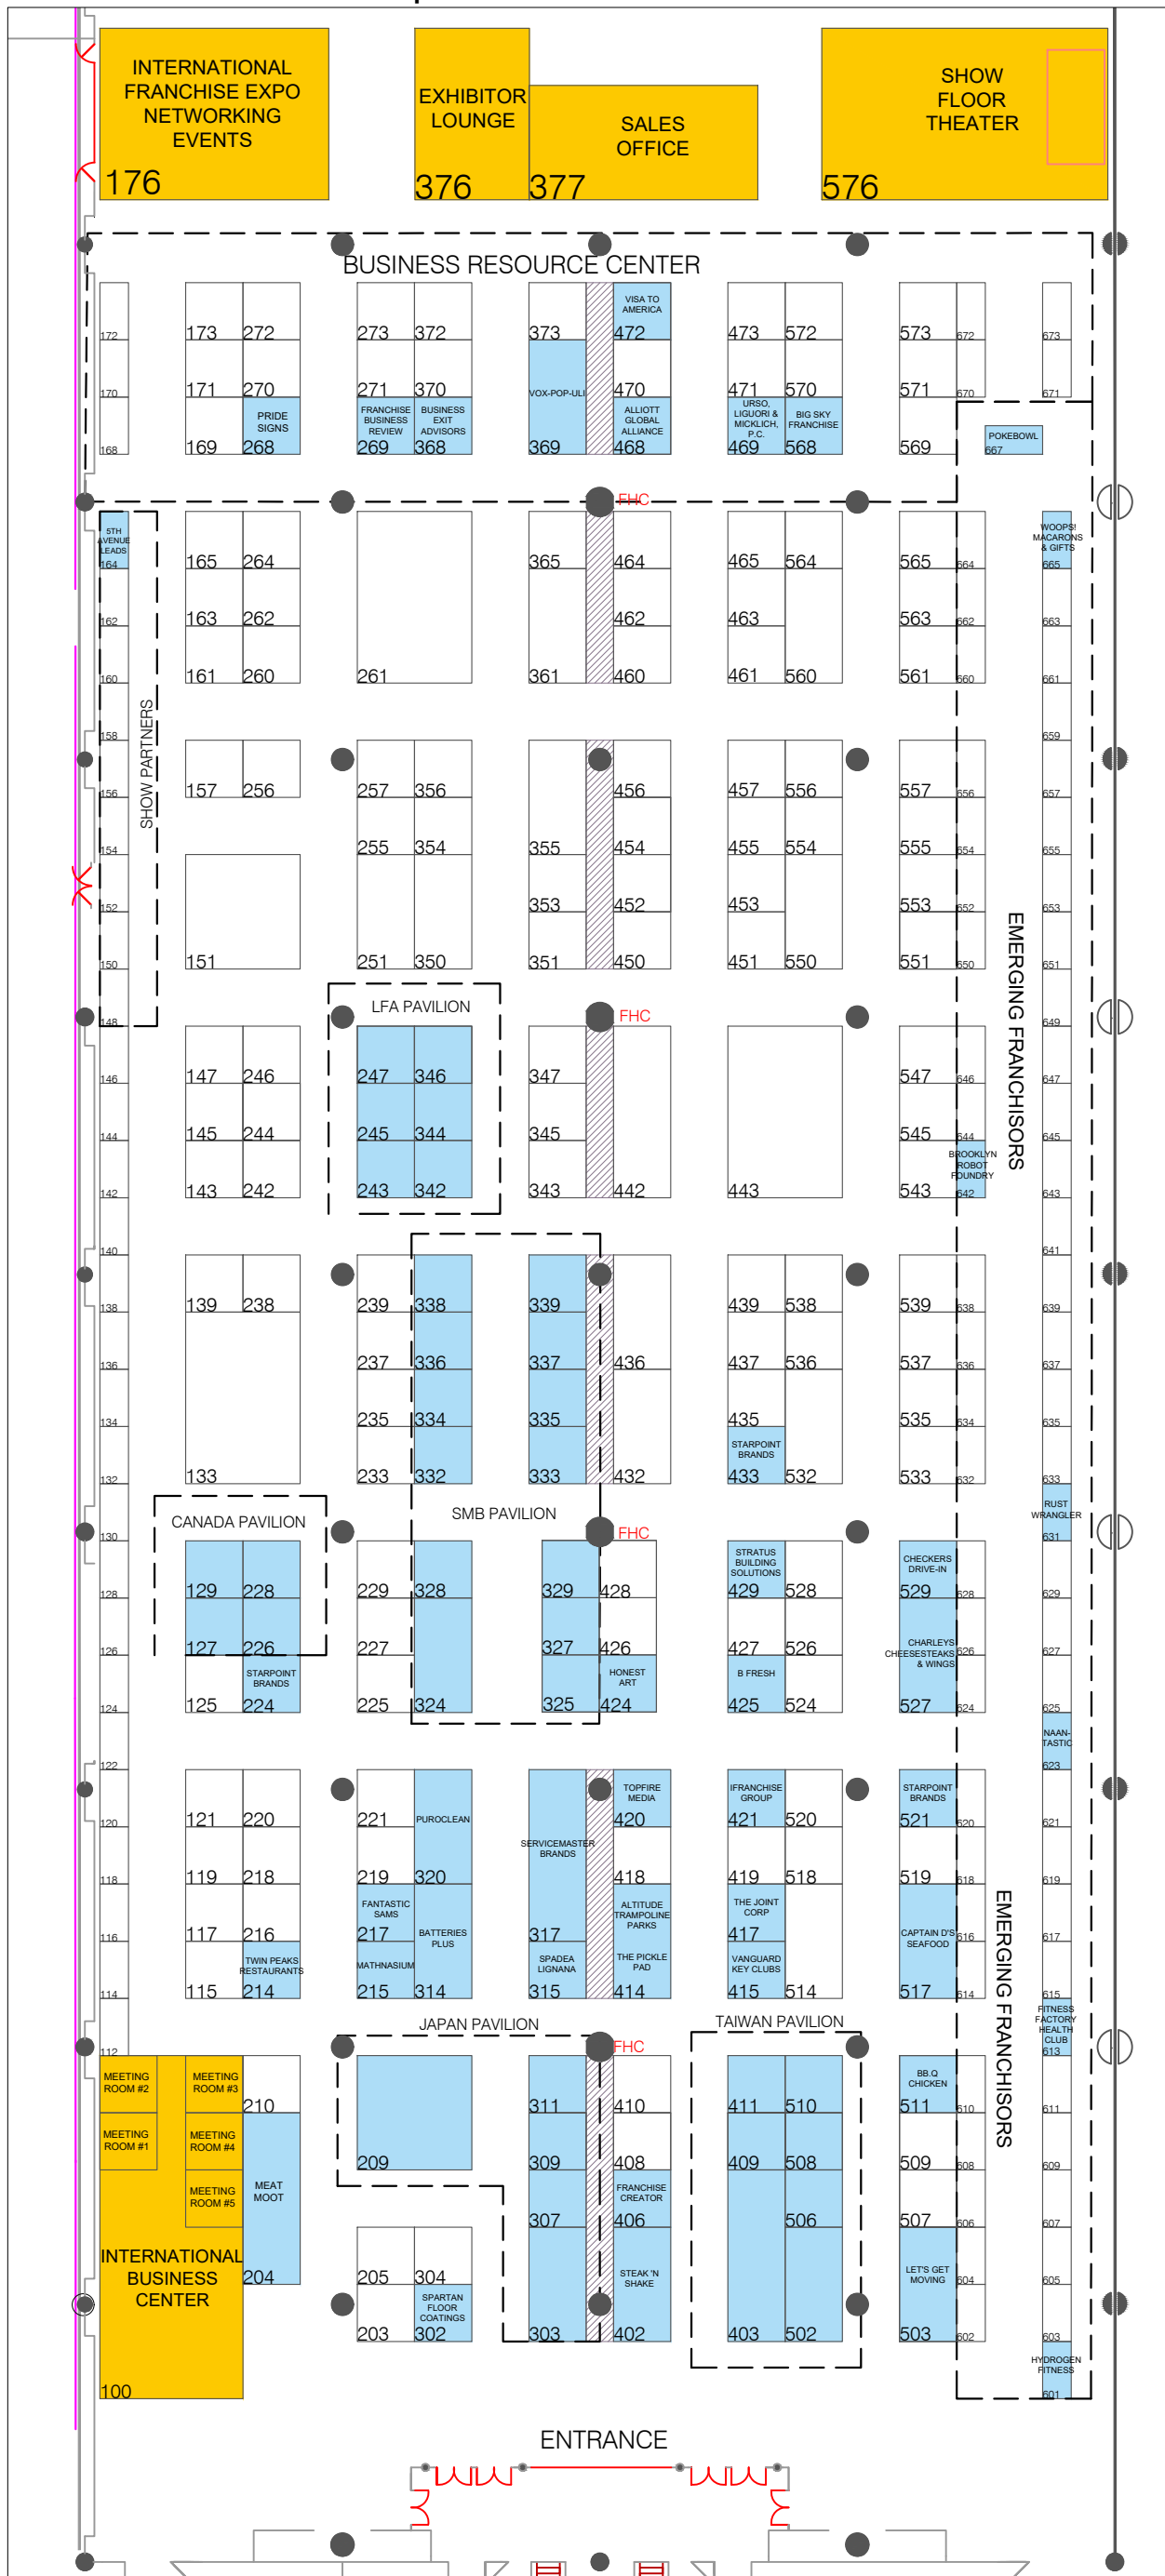 INTERNATIONAL
FRANCHISE EXPO
NETWORKING
EVENTS
176
EXHIBITOR
LOUNGE
376
SALES
OFFICE
377
SHOW
FLOOR
THEATER
576
BUSINESS RESOURCE CENTER
VISA TO
AMERICA
172 173 272 273 372 373 472 473 572 573 672 673
VOX-POP-ULI
170 171 270 271 370 470 471 570 571 670 671
PRIDE
SIGNS
FRANCHISE
BUSINESS
REVIEW
BUSINESS
EXIT
ADVISORS
ALLIOTT
GLOBAL
ALLIANCE
URSO,
LIGUORI &
MICKLICH,
P.C.
BIG SKY
FRANCHISE
POKEBOWL
168 169 268 269 368 369 468 469 568 569 667
FHC
5TH
AVENUE
LEADS
WOOPS!
MACARONS
& GIFTS
164 165 264 365 464 465 564 565 664 665
162 163 262 462 463 563 662 663
160 161 260 261 361 460 461 560 561 660 661
SHOW PARTNERS
158 659
156 157 256 257 356 456 457 556 557 656 657
154 255 354 355 454 455 554 555 654 655
152 353 452 453 553 652 653
150 151 251 350 351 450 451 550 551 650 651
EMERGING FRANCHISORS
LFA PAVILION
FHC
148 649
146 147 246 247 346 347 547 646 647
144 145 244 245 344 345 545 644 645
BROOKLYN
ROBOT
FOUNDRY
142 143 242 243 342 343 442 443 543 642 643
140 641
138 139 238 239 338 339 439 538 539 638 639
136 237 336 337 436 437 536 537 636 637
134 235 334 335 435 535 634 635
STARPOINT
BRANDS
132 133 233 332 333 432 433 532 533 632 633
CANADA PAVILION
SMB PAVILION
FHC
RUST
WRANGLER
130 631
STRATUS
BUILDING
SOLUTIONS
CHECKERS
DRIVE-IN
128 129 228 229 328 329 428 429 528 529 628 629
CHARLEYS
CHEESESTEAKS
& WINGS
126 127 226 227 327 426 427 526 626 627
STARPOINT
BRANDS
HONEST
ART
B FRESH
124 125 224 225 324 325 424 425 524 527 624 625
NAAN-
TASTIC
122 623
PUROCLEAN
SERVICEMASTER
BRANDS
TOPFIRE
MEDIA
IFRANCHISE
GROUP
STARPOINT
BRANDS
120 121 220 221 420 421 520 521 620 621
118 119 218 219 320 418 419 518 519 618 619
FANTASTIC
SAMS
BATTERIES
PLUS
ALTITUDE
TRAMPOLINE
PARKS
THE JOINT
CORP
CAPTAIN D'S
SEAFOOD
116 117 216 217 317 417 616 617
TWIN PEAKS
RESTAURANTS
MATHNASIUM
SPADEA
LIGNANA
THE PICKLE
PAD
VANGUARD
KEY CLUBS
114 115 214 215 314 315 414 415 514 517 614 615
EMERGING FRANCHISORS
JAPAN PAVILION
TAIWAN PAVILION
FHC
FITNESS
FACTORY
HEALTH
CLUB
112 613
MEETING
ROOM #2
MEETING
ROOM #3
BB.Q
CHICKEN
210 311 410 411 510 511 610 611
MEETING
ROOM #1
MEETING
ROOM #4
209 309 408 409 508 509 608 609
MEETING
ROOM #5
MEAT
MOOT
FRANCHISE
CREATOR
307 406 506 507 606 607
INTERNATIONAL
BUSINESS
CENTER
STEAK 'N
SHAKE
LET'S GET
MOVING
204 205 304 604 605
SPARTAN
FLOOR
COATINGS
203 302 303 402 403 502 503 602 603
HYDROGEN
FITNESS
100 601
ENTRANCE